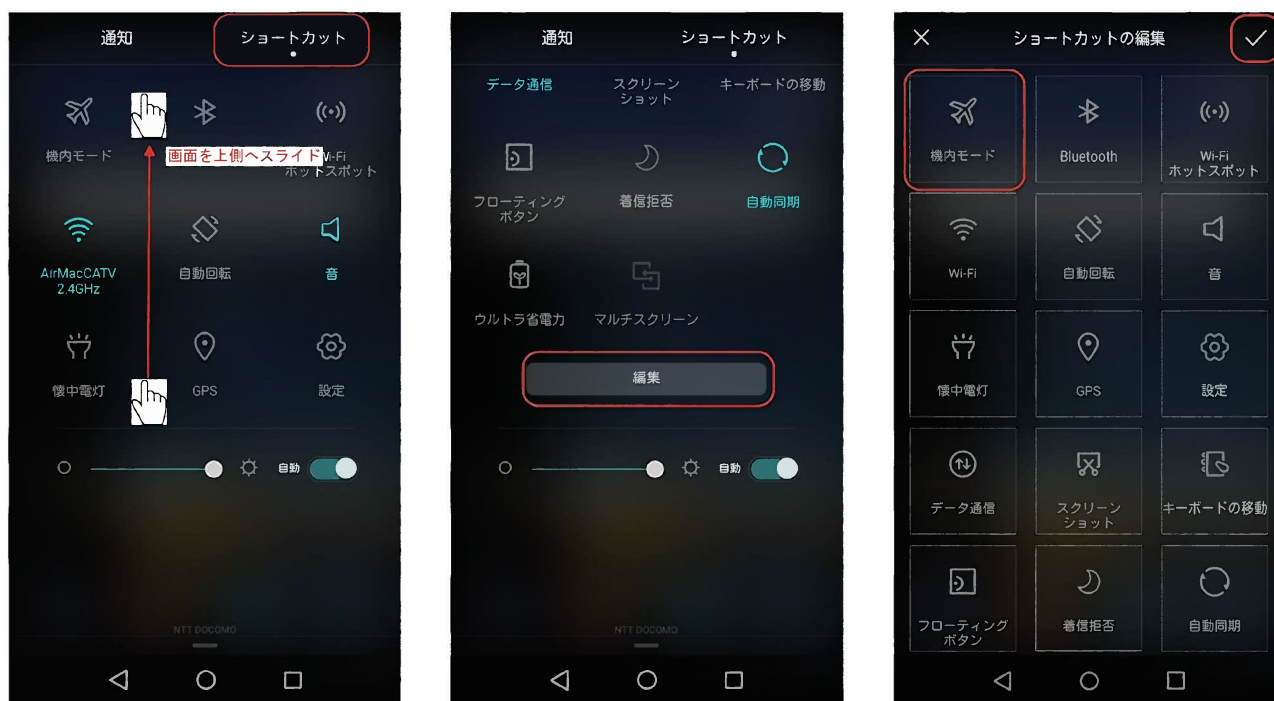 通知
ショートカット
機内モード
画面を上側へスライド
Wi-Fi
ホットスポット
AirMacCATV
2.4GHz
自動回転
音
懐中電灯
GPS
設定
自動
NTT DOCOMO
通知
ショートカット
データ通信
スクリーン
ショット
キーボードの移動
フローティング
ボタン
着信拒否
自動同期
ウルトラ省電力
マルチスクリーン
編集
自動
NTT DOCOMO
ショートカットの編集
機内モード
Bluetooth
Wi-Fi
ホットスポット
Wi-Fi
自動回転
音
懐中電灯
GPS
設定
データ通信
スクリーン
ショット
キーボードの移動
フローティング
ボタン
着信拒否
自動同期